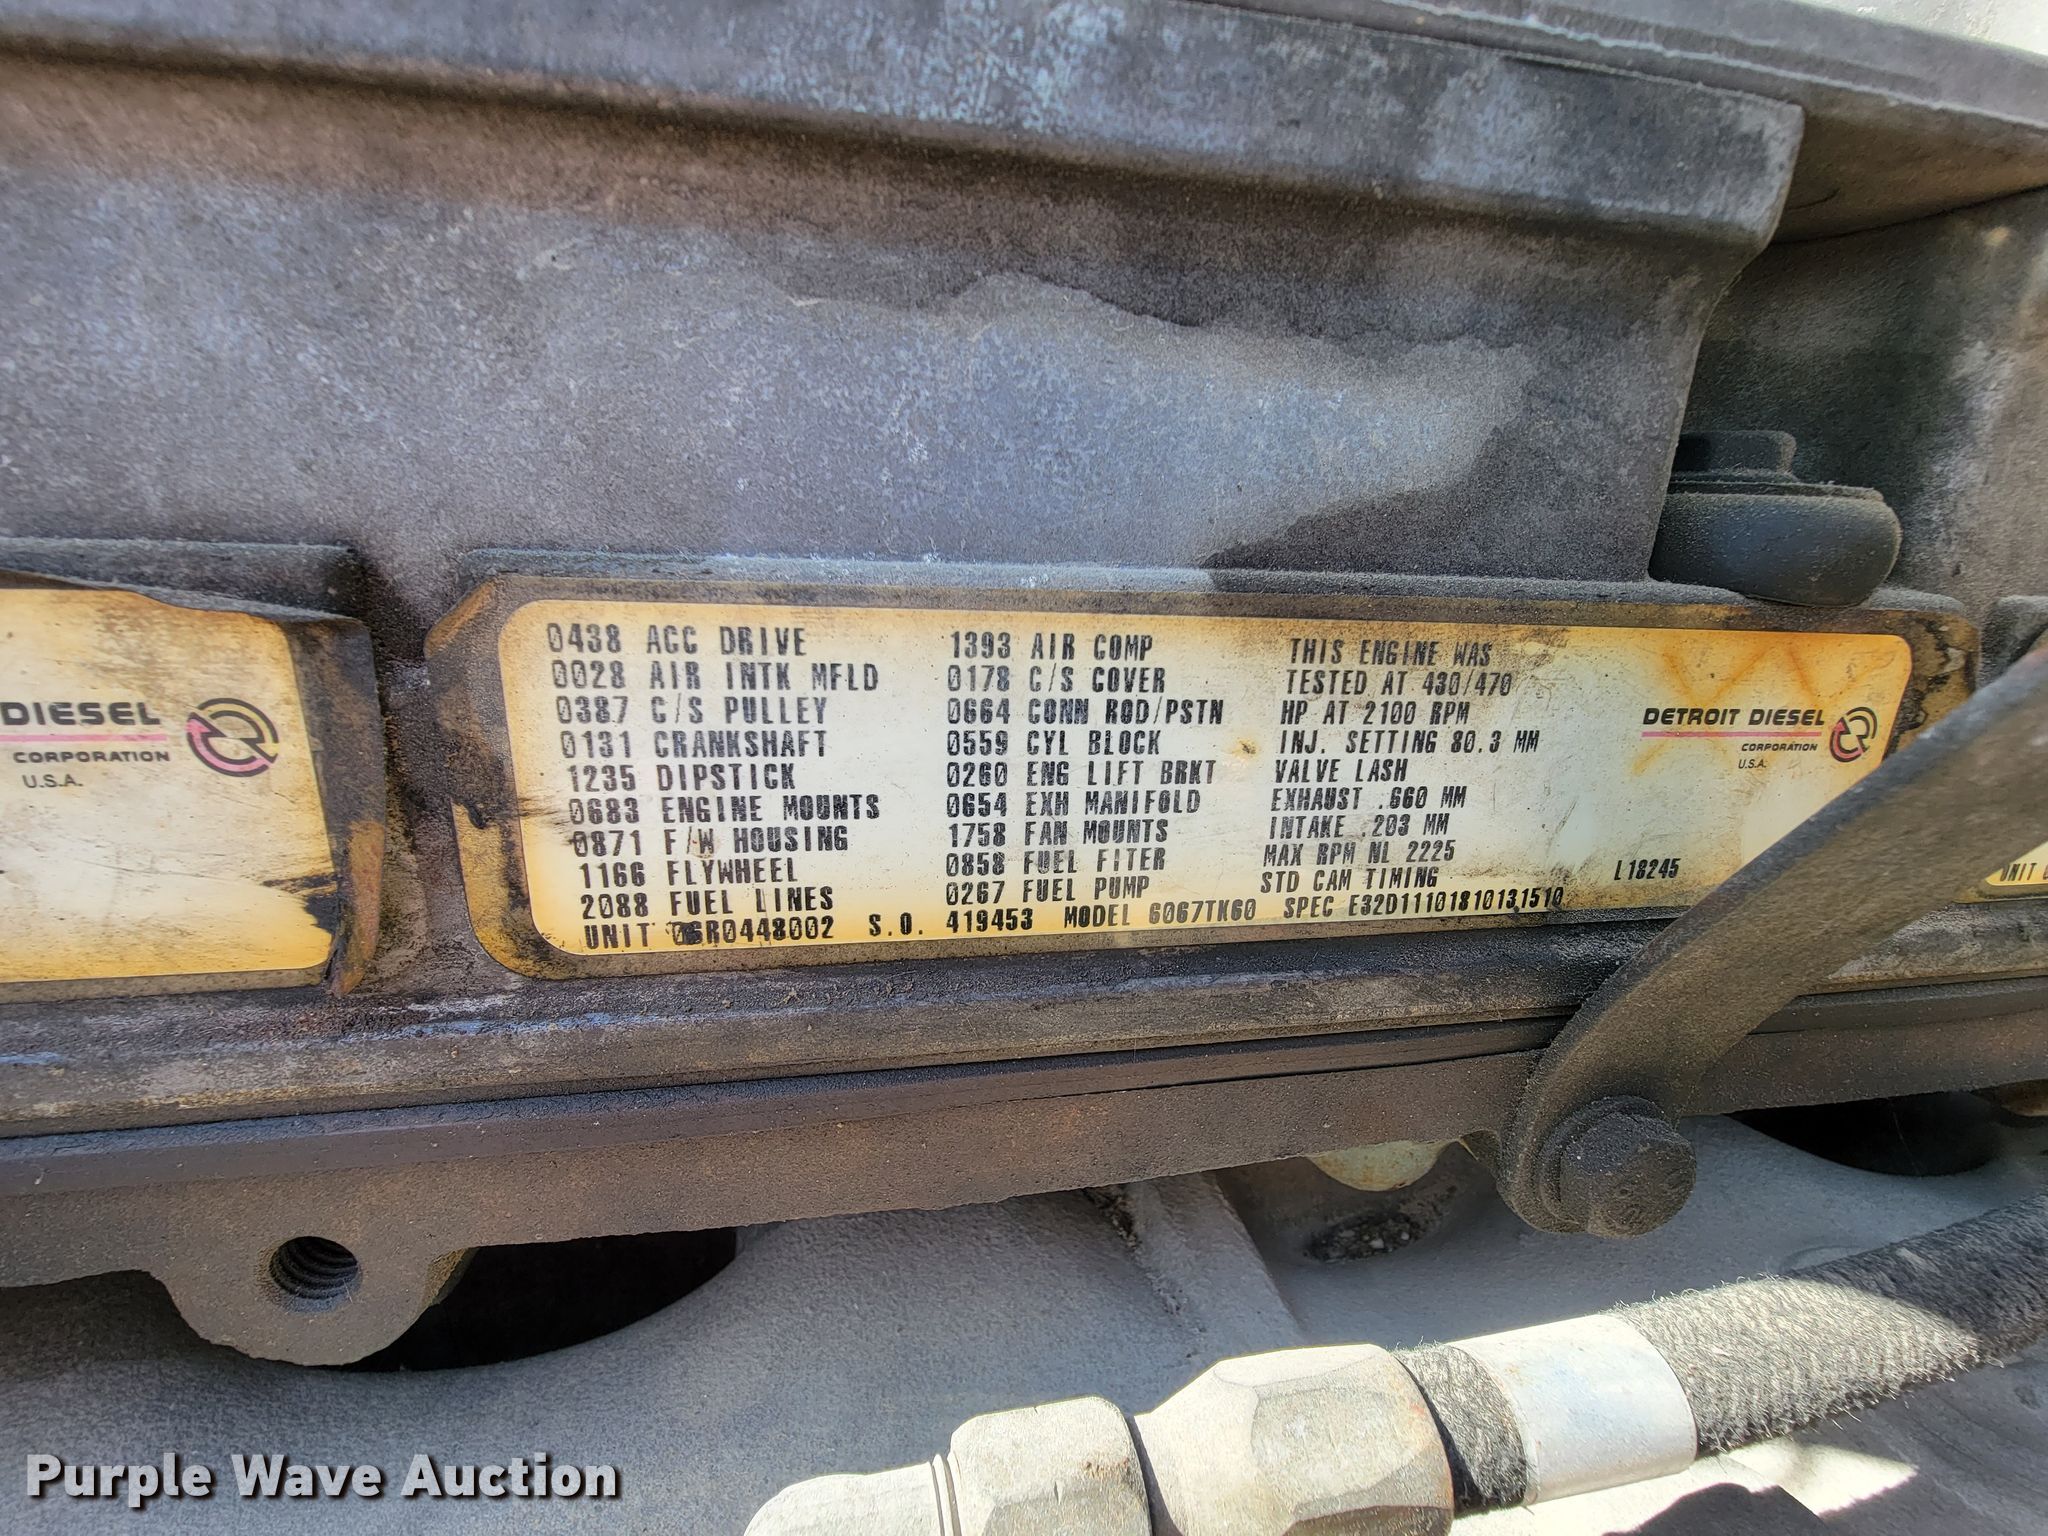 DIESEL
CORPORATION
U.S.A.
0438 ACC DRIVE 1393 AIR COMP THIS ENGINE WAS
0028 AIR INTK MFLD 0178 C/S COVER TESTED AT 430/470
0387 C/S PULLEY 0664 CONN ROD/PSTN HP AT 2100 RPM
0131 CRANKSHAFT 0559 CYL BLOCK INJ. SETTING 80.3 MM
1235 DIPSTICK 0260 ENG LIFT BRKT VALVE LASH
0683 ENGINE MOUNTS 0654 EXH MANIFOLD EXHAUST .660 MM
0871 F/W HOUSING 1758 FAN MOUNTS INTAKE .203 MM
1166 FLYWHEEL 0858 FUEL FITER MAX RPM NL 2225
2088 FUEL LINES 0267 FUEL PUMP STD CAM TIMING L18245
UNIT 06R0448002 S.O. 419453 MODEL 6067TK60 SPEC E32D11101810131510
DETROIT DIESEL
CORPORATION
U.S.A.
UNIT
Purple Wave Auction